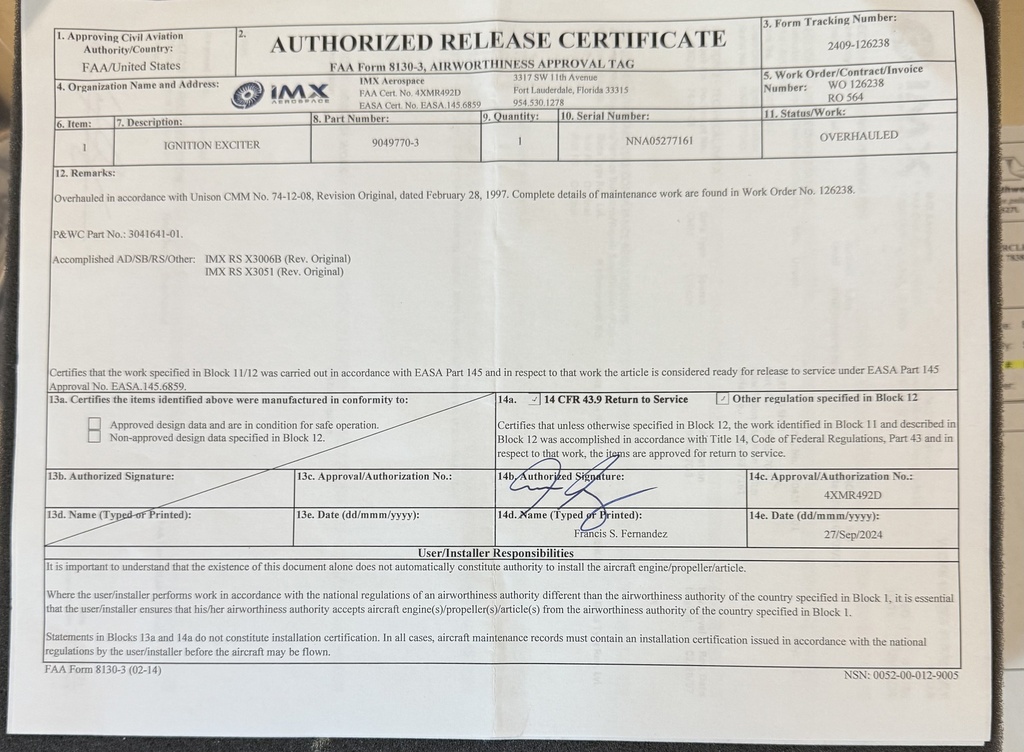 1. Approving Civil Aviation
Authority/Country:
FAA/United States
2.
AUTHORIZED RELEASE CERTIFICATE
FAA Form 8130-3, AIRWORTHINESS APPROVAL TAG
3. Form Tracking Number:
2409-126238
4. Organization Name and Address:
IMX
AEROSPACE
IMX Aerospace
FAA Cert. No. 4XMR492D
EASA Cert. No. EASA.145.6859
3317 SW 11th Avenue
Fort Lauderdale, Florida 33315
954.530.1278
5. Work Order/Contract/Invoice
Number: WO 126238
RO 564
6. Item:
1
7. Description:
IGNITION EXCITER
8. Part Number:
9049770-3
9. Quantity:
1
10. Serial Number:
NNA05277161
11. Status/Work:
OVERHAULED
12. Remarks:
Overhauled in accordance with Unison CMM No. 74-12-08, Revision Original, dated February 28, 1997. Complete details of maintenance work are found in Work Order No. 126238.
P&WC Part No.: 3041641-01.
Accomplished AD/SB/RS/Other: IMX RS X3006B (Rev. Original)
IMX RS X3051 (Rev. Original)
Certifies that the work specified in Block 11/12 was carried out in accordance with EASA Part 145 and in respect to that work the article is considered ready for release to service under EASA Part 145
Approval No. EASA.145.6859.
13a. Certifies the items identified above were manufactured in conformity to:
Approved design data and are in condition for safe operation.
Non-approved design data specified in Block 12.
14a. ✓ 14 CFR 43.9 Return to Service ✓ Other regulation specified in Block 12
Certifies that unless otherwise specified in Block 12, the work identified in Block 11 and described in
Block 12 was accomplished in accordance with Title 14, Code of Federal Regulations, Part 43 and in
respect to that work, the items are approved for return to service.
13b. Authorized Signature:
13c. Approval/Authorization No.:
14b. Authorized Signature:
14c. Approval/Authorization No.:
4XMR492D
13d. Name (Typed or Printed):
13e. Date (dd/mmm/yyyy):
14d. Name (Typed or Printed):
Francis S. Fernandez
14e. Date (dd/mmm/yyyy):
27/Sep/2024
User/Installer Responsibilities
It is important to understand that the existence of this document alone does not automatically constitute authority to install the aircraft engine/propeller/article.
Where the user/installer performs work in accordance with the national regulations of an airworthiness authority different than the airworthiness authority of the country specified in Block 1, it is essential
that the user/installer ensures that his/her airworthiness authority accepts aircraft engine(s)/propeller(s)/article(s) from the airworthiness authority of the country specified in Block 1.
Statements in Blocks 13a and 14a do not constitute installation certification. In all cases, aircraft maintenance records must contain an installation certification issued in accordance with the national
regulations by the user/installer before the aircraft may be flown.
FAA Form 8130-3 (02-14)
NSN: 0052-00-012-9005